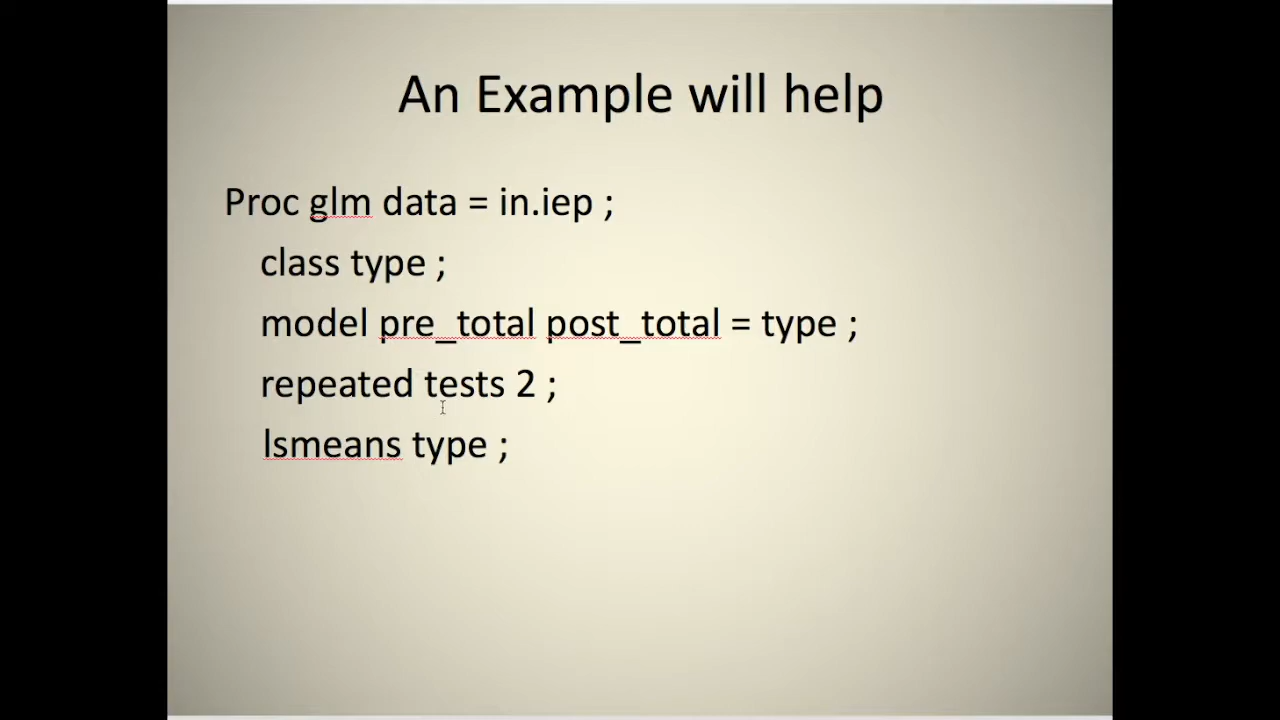 An Example will help
Proc glm data = in.iep ;
class type ;
model pre_total post_total = type ;
repeated tests 2 ;
lsmeans type ;